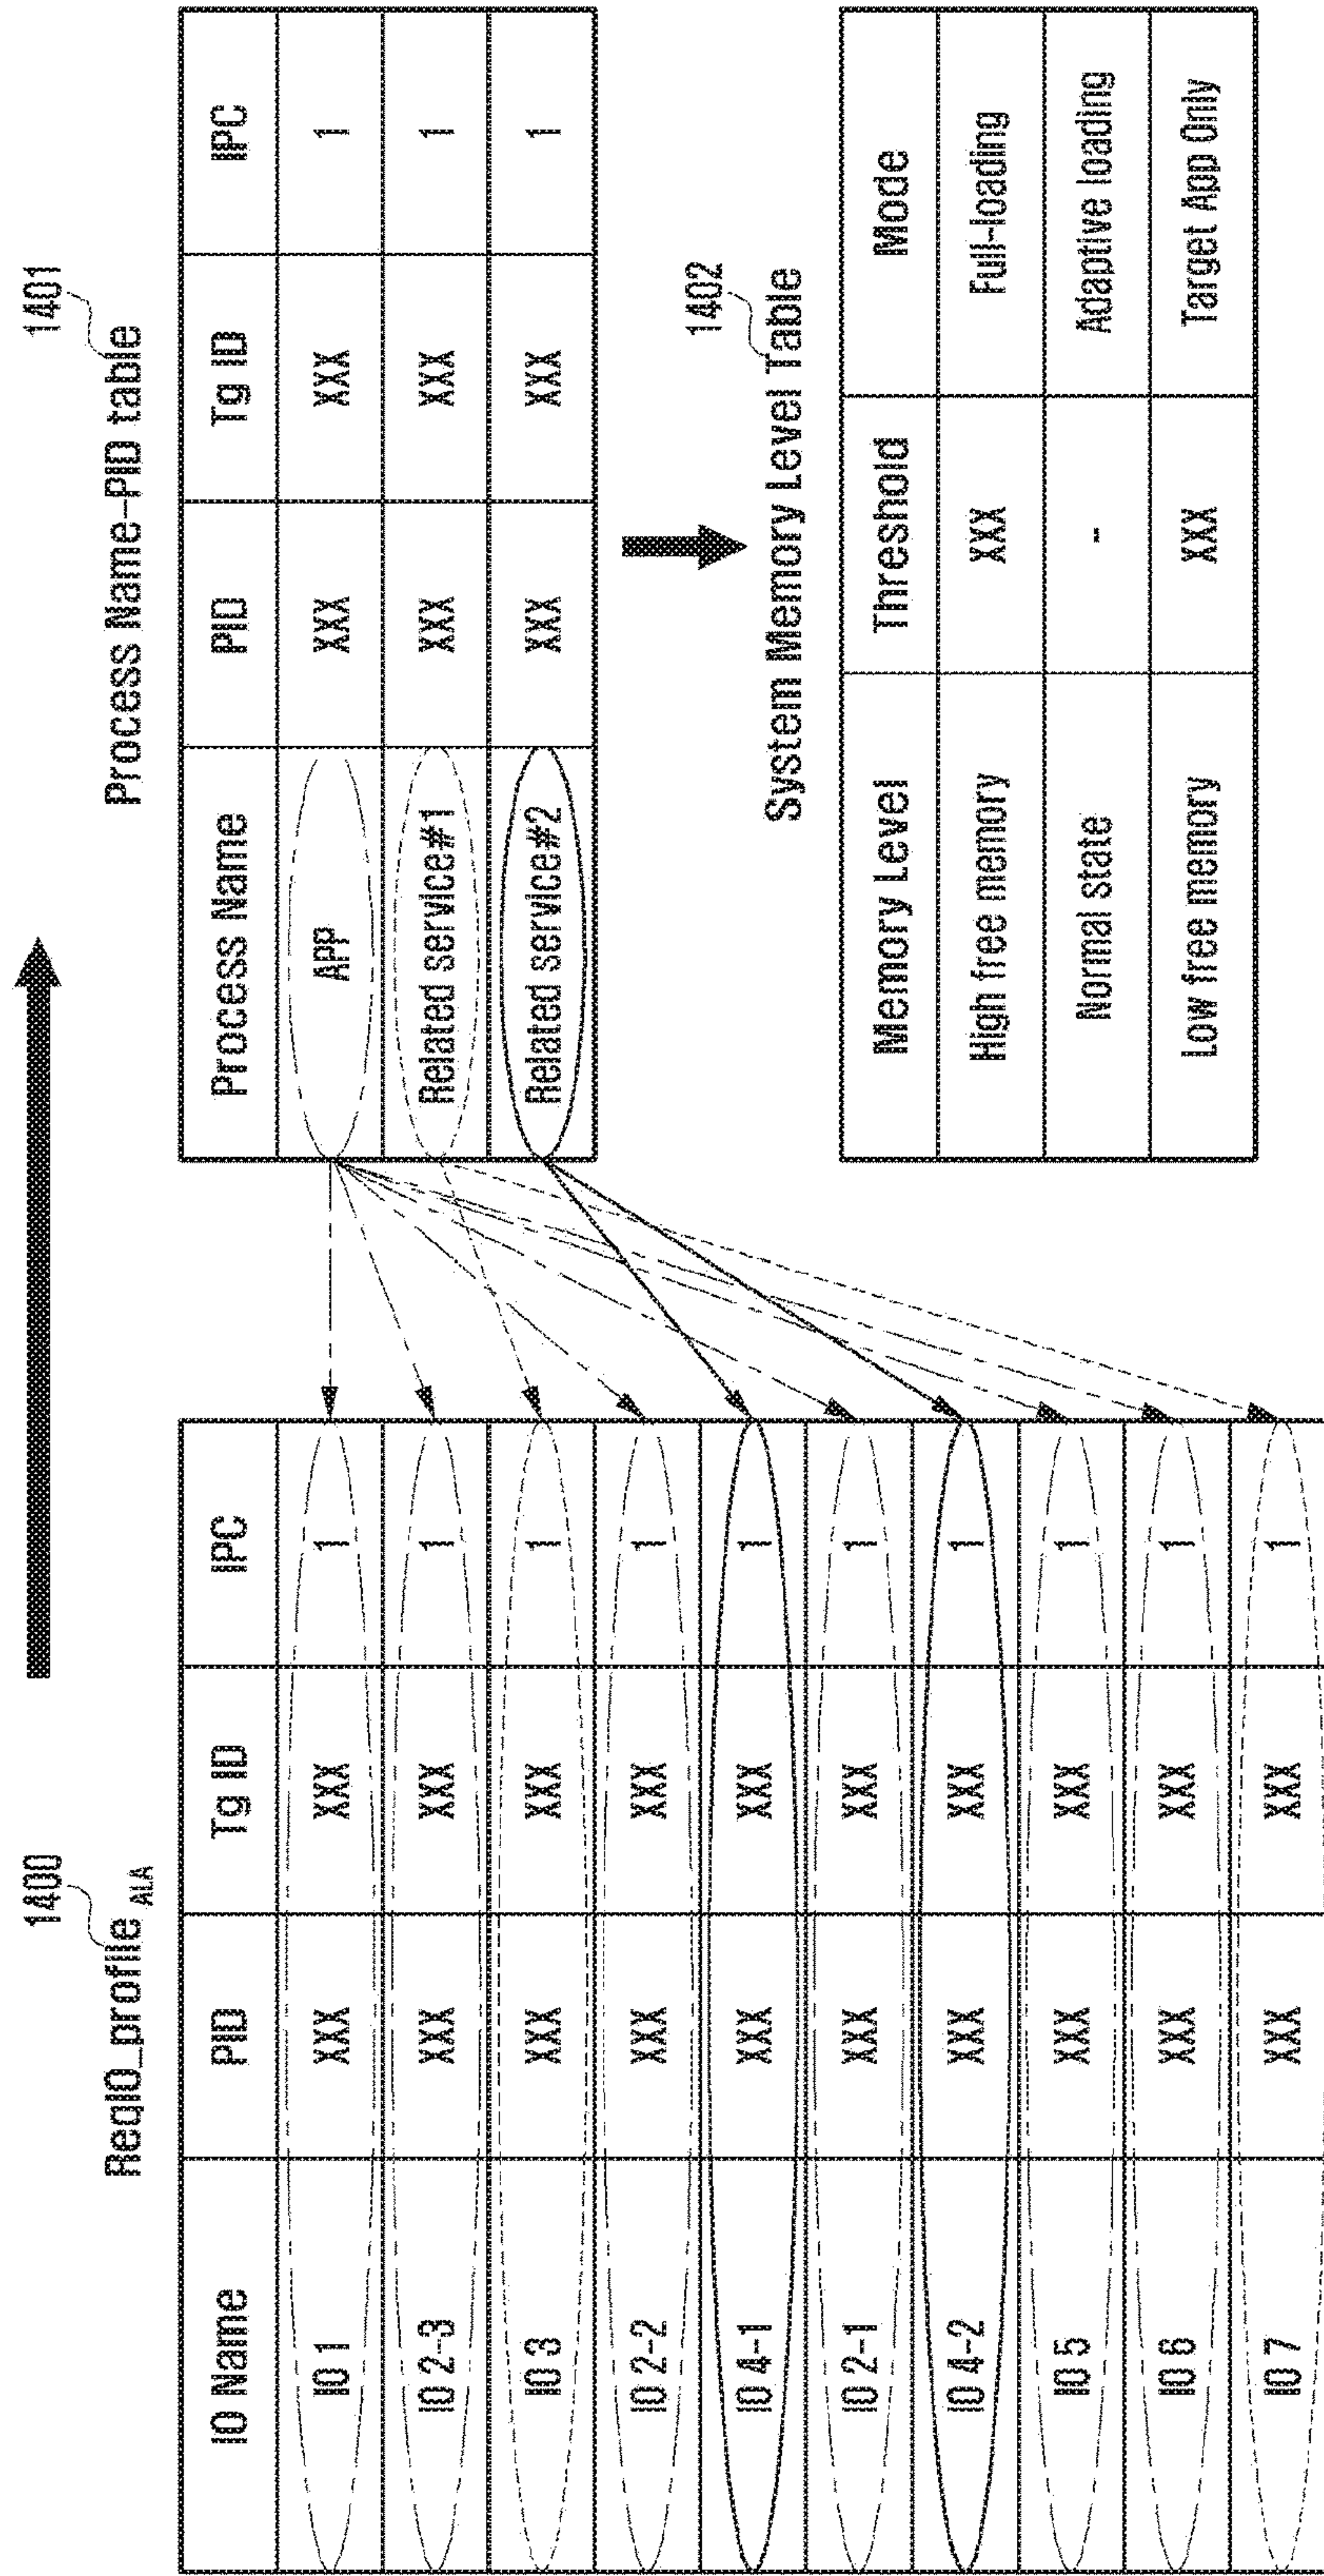 1400
ReqIO_profile ALA
IO Name PID Tg ID IPC
IO 1 XXX XXX 1
IO 2-3 XXX XXX 1
IO 3 XXX XXX 1
IO 2-2 XXX XXX 1
IO 4-1 XXX XXX 1
IO 2-1 XXX XXX 1
IO 4-2 XXX XXX 1
IO 5 XXX XXX 1
IO 6 XXX XXX 1
IO 7 XXX XXX 1
1401
Process Name-PID table
Process Name PID Tg ID IPC
APP XXX XXX 1
Related service#1 XXX XXX 1
Related service#2 XXX XXX 1
1402
System Memory Level Table
Memory Level Threshold Mode
High free memory XXX Full-loading
Normal state - Adaptive loading
Low free memory XXX Target App Only